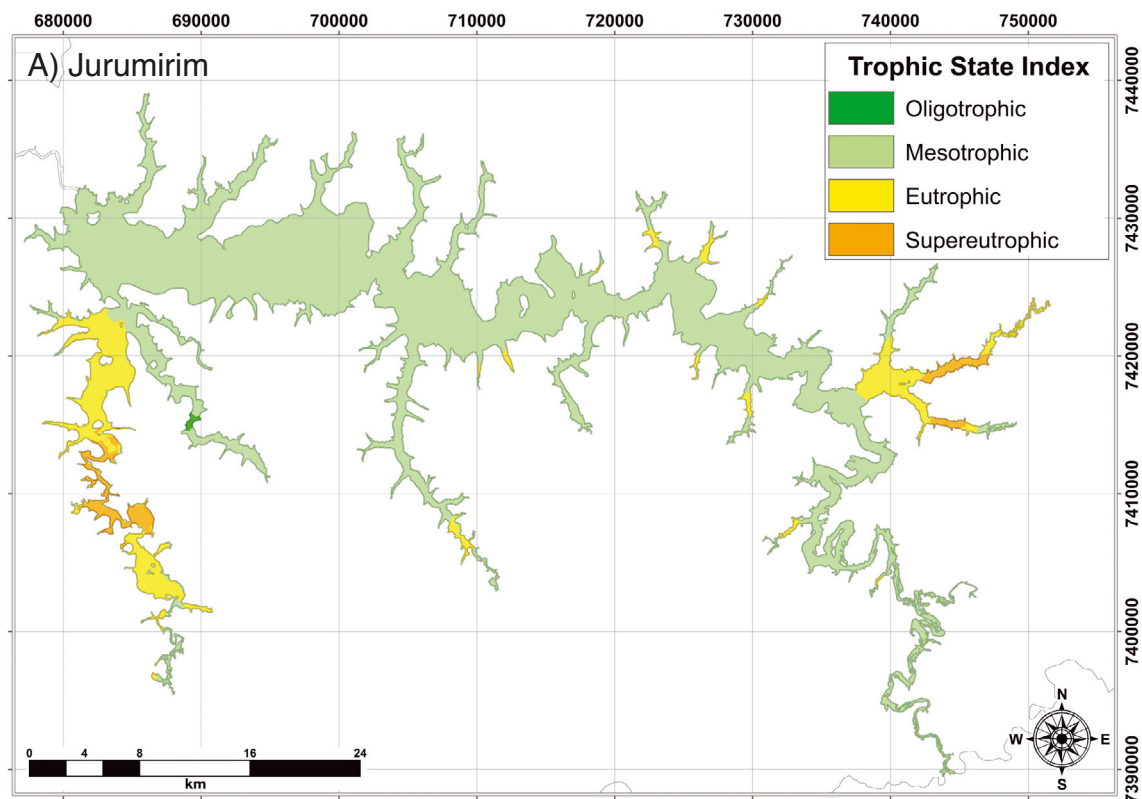 680000 690000 700000 710000 720000 730000 740000 750000
A) Jurumirim
Trophic State Index
Oligotrophic
Mesotrophic
Eutrophic
Supereutrophic
7440000
7430000
7420000
7410000
7400000
7390000
N
W E
S
0 4 8 16 24
km